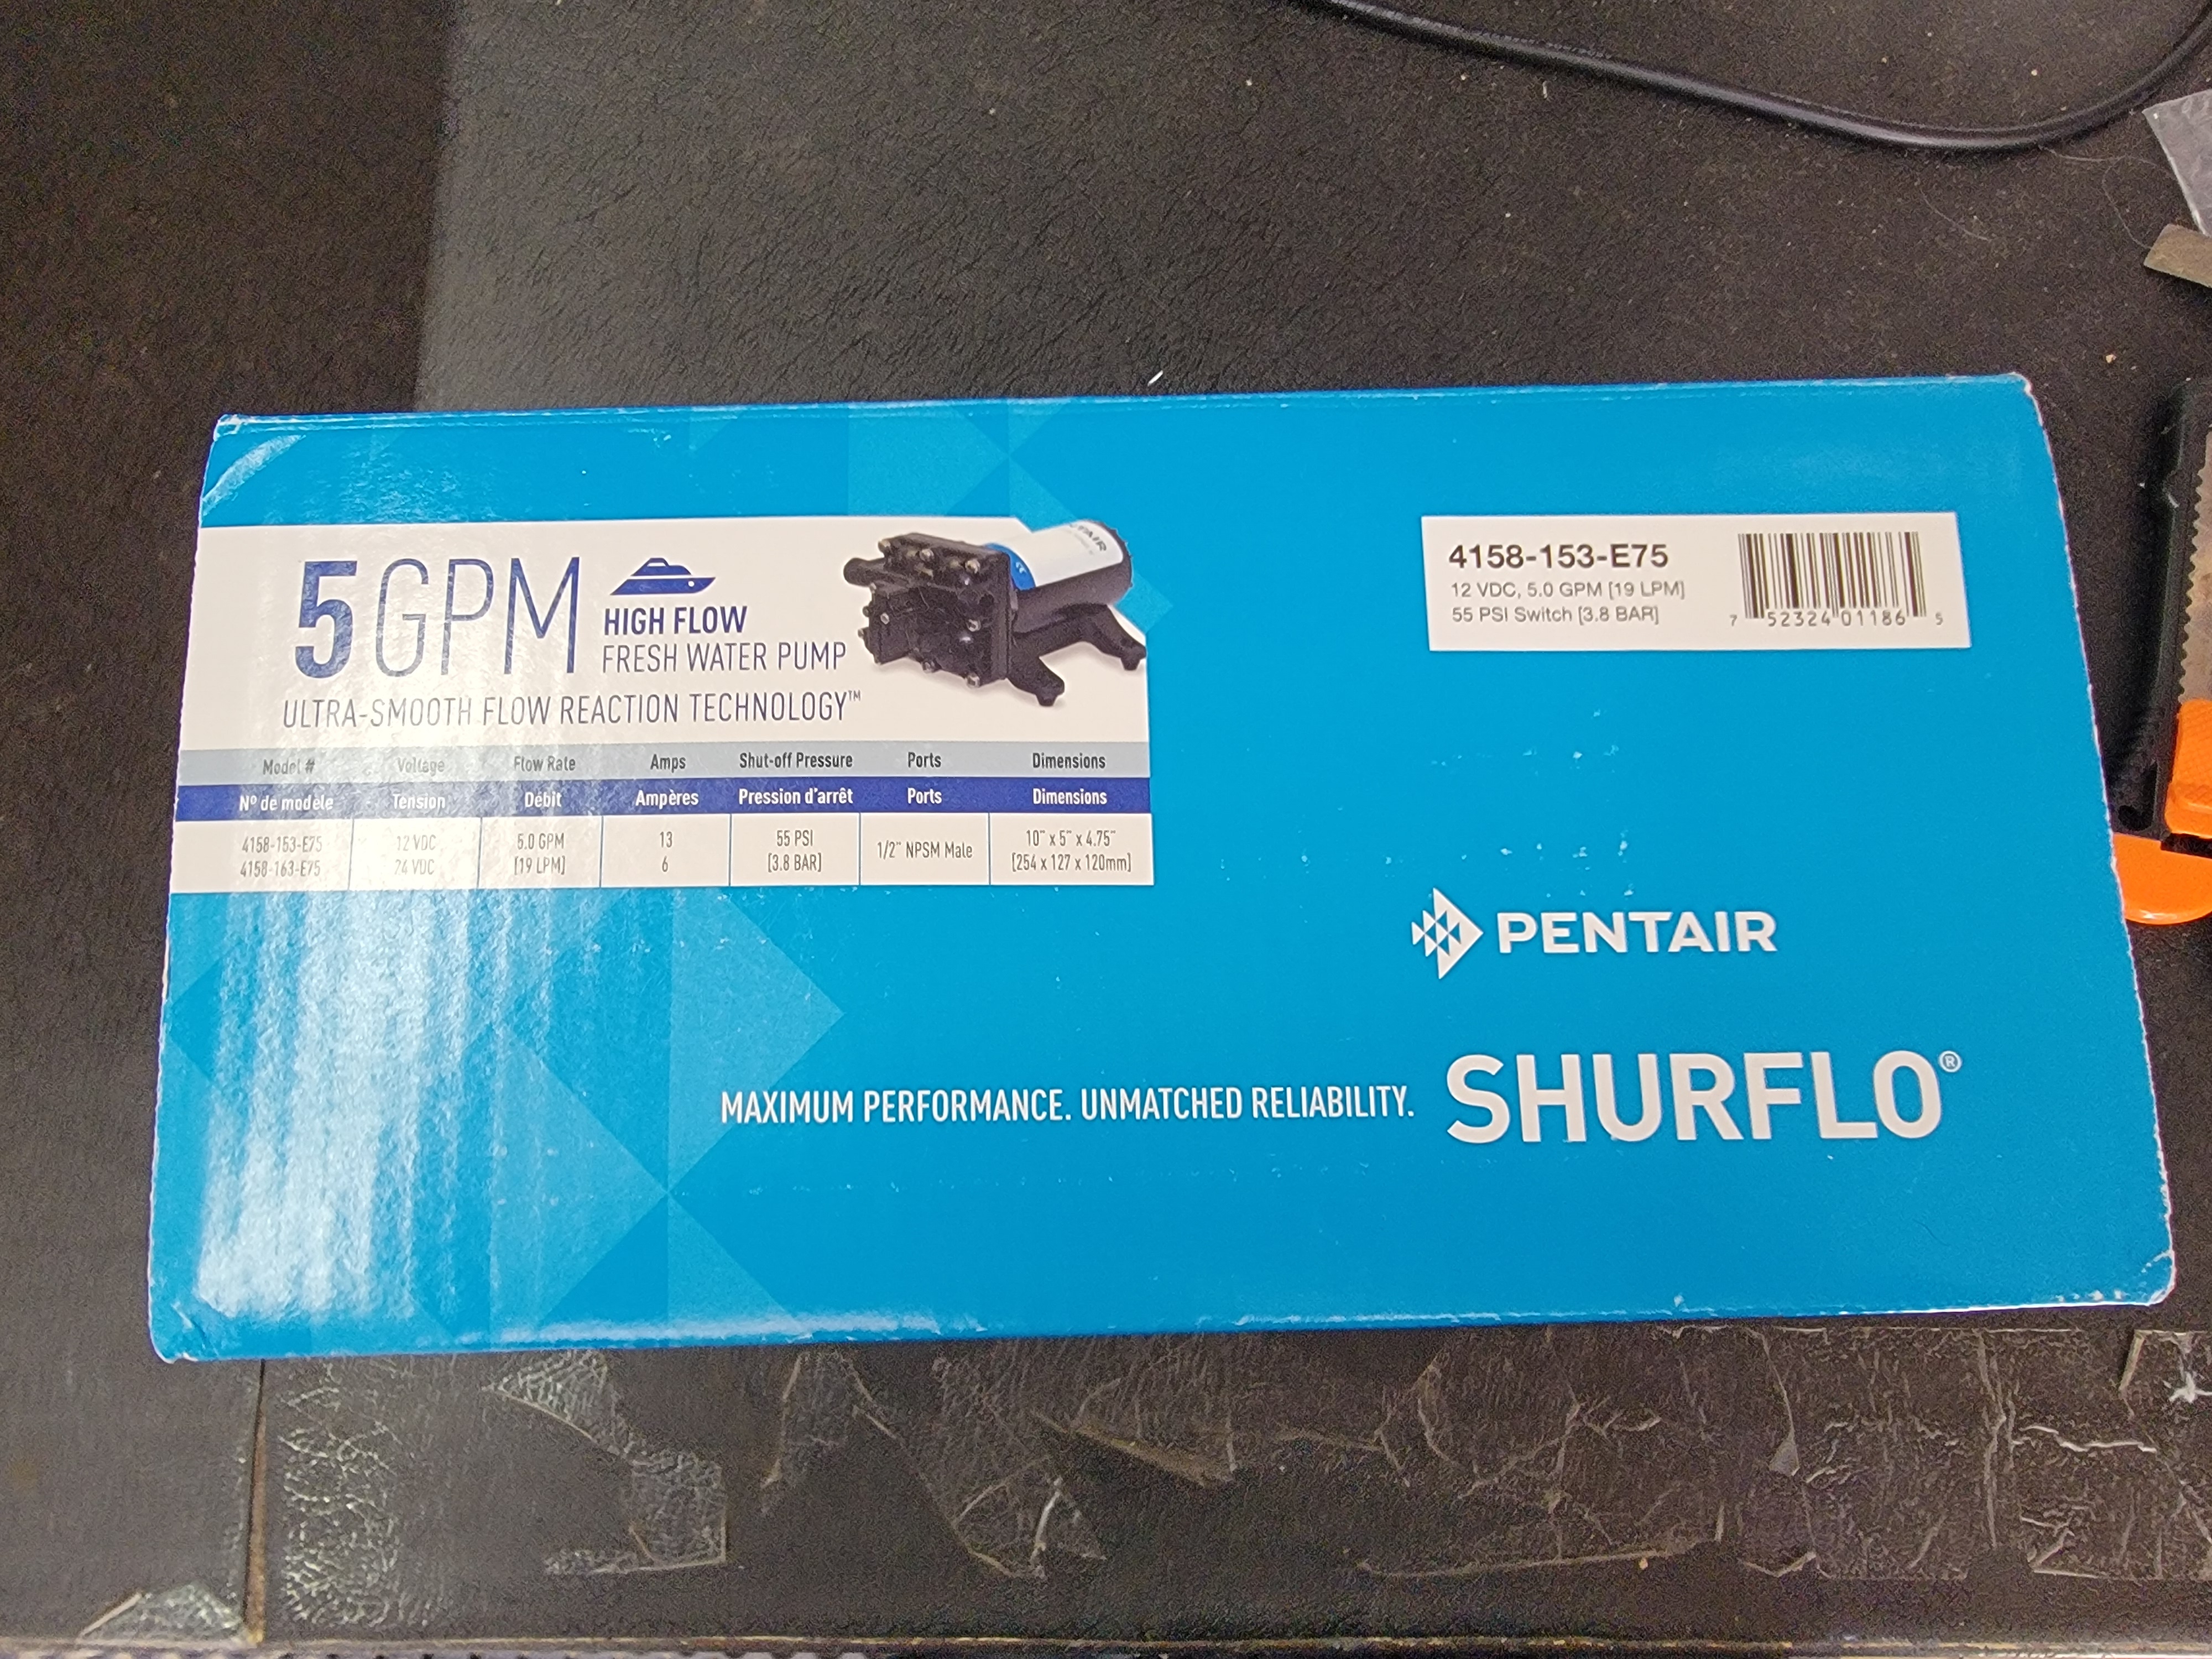 5 GPM
HIGH FLOW
FRESH WATER PUMP
ULTRA-SMOOTH FLOW REACTION TECHNOLOGY™
Model # Voltage Flow Rate Amps Shut-off Pressure Ports Dimensions
Nº de modèle Tension Débit Ampères Pression d'arrêt Ports Dimensions
4158-153-E75 12 VDC 5.0 GPM 13 55 PSI 1/2" NPSM Male 10" x 5" x 4.75"
4158-163-E75 24 VDC [19 LPM] 6 [3.8 BAR] [254 x 127 x 120mm]
4158-153-E75
12 VDC, 5.0 GPM [19 LPM]
55 PSI Switch [3.8 BAR]
7 52324 01186 5
PENTAIR
MAXIMUM PERFORMANCE. UNMATCHED RELIABILITY. SHURFLO®